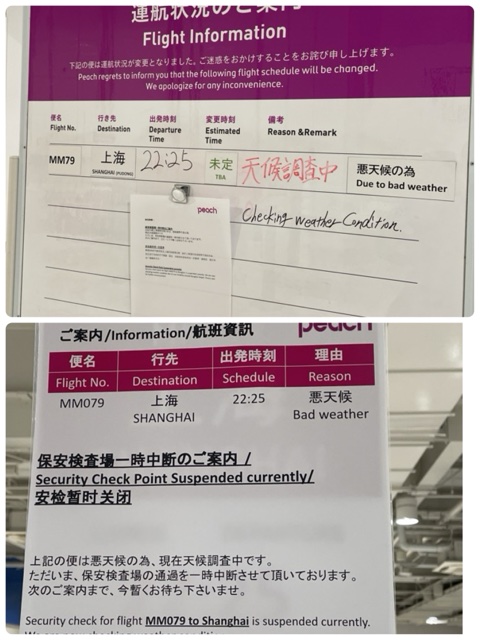 運航状況のご案内
Flight Information
下記の便は運航状況が変更となりました。ご迷惑をおかけすることをお詫び申し上げます。
Peach regrets to inform you that the following flight schedule will be changed.
We apologize for any inconvenience.
便名 行き先 出発時刻 変更時刻 備考
Flight No. Destination Departure Time Estimated Time Reason &Remark
MM79 上海 SHANGHAI (PUDONG) 22:25 未定 TBA 天候調査中 悪天候の為 Due to bad weather
peach
Checking weather Condition.
ご案内/Information/航班資訊 peach
便名 行先 出発時刻 理由
Flight No. Destination Schedule Reason
MM079 上海 22:25 悪天候
SHANGHAI Bad weather
保安検査場一時中断のご案内 /
Security Check Point Suspended currently/
安检暂时关闭
上記の便は悪天候の為、現在天候調査中です。
ただいま、保安検査場の通過を一時中断させて頂いております。
次のご案内まで、今暫くお待ち下さいませ。
Security check for flight MM079 to Shanghai is suspended currently.